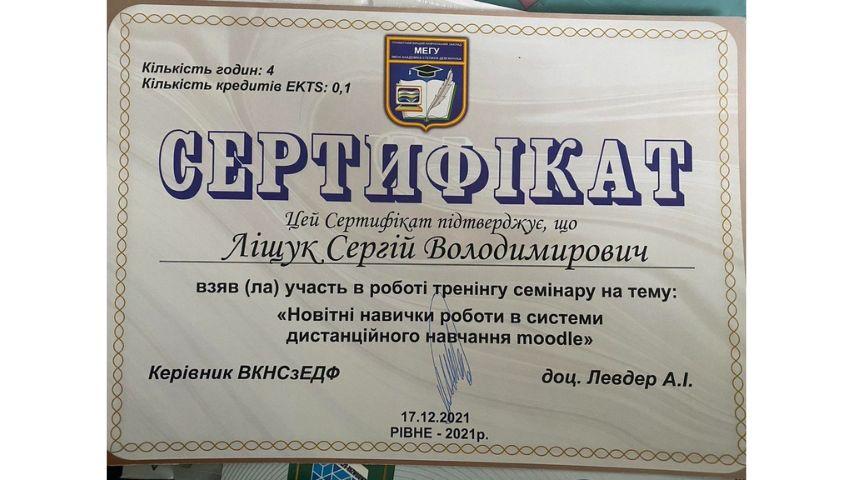 МЕГУ
Кількість годин: 4
Кількість кредитів ЕКТS: 0,1
СЕРТИФІКАТ
Цей Сертифікат підтверджує, що
Ліщук Сергій Володимирович
взяв (ла) участь в роботі тренінгу семінару на тему:
«Новітні навички роботи в системи
дистанційного навчання moodle»
Керівник ВКНСзЕДФ
доц. Левдер А.І.
17.12.2021
РІВНЕ - 2021р.